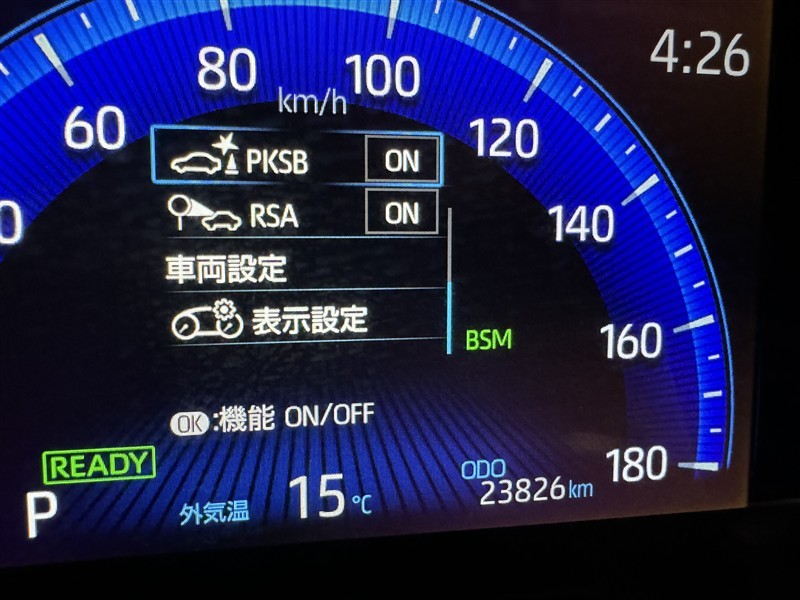 4:26
80
100
km/h
60
120
PKSB ON
RSA ON
140
0
車両設定
表示設定
BSM
160
OK:機能 ON/OFF
READY
180
P
外気温 15℃
ODO
23826km